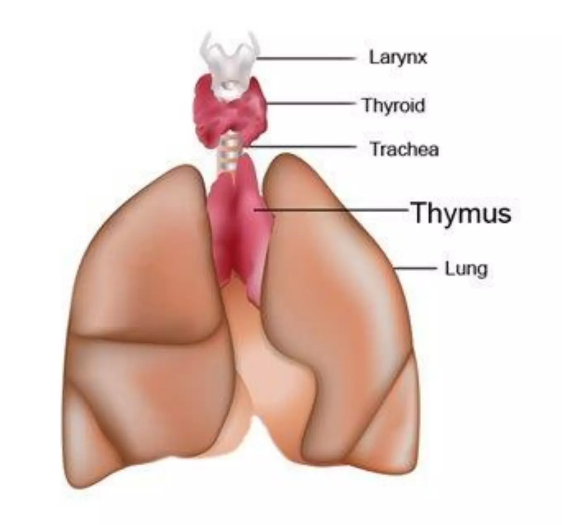 Larynx
Thyroid
Trachea
Thymus
Lung